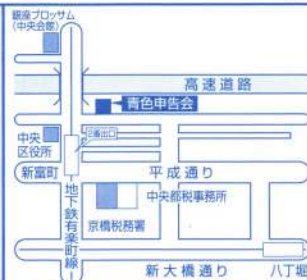 銀座ブロッサム
(中央会館)
高速道路
青色申告会
中央
区役所
2番出口
新富町
平成通り
地下鉄有楽町線
中央都税事務所
京橋税務署
新大橋通り
八丁堀